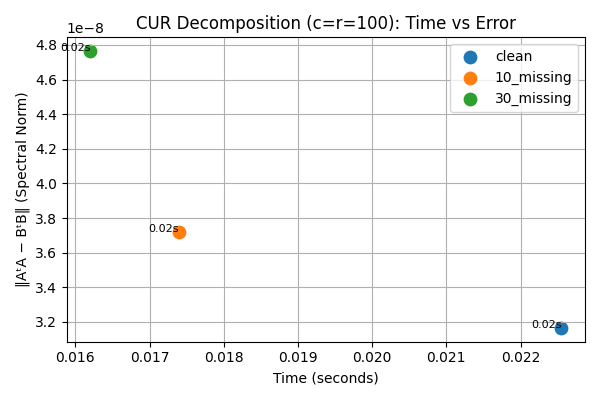 CUR Decomposition (c=r=100): Time vs Error
1e−8
4.8
4.6
4.4
4.2
4.0
3.8
3.6
3.4
3.2
‖AᵗA − BᵗB‖ (Spectral Norm)
0.02s
0.02s
0.02s
clean
10_missing
30_missing
0.016
0.017
0.018
0.019
0.020
0.021
0.022
Time (seconds)